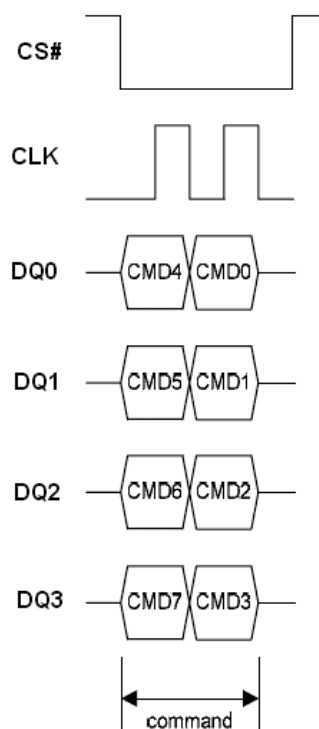 CS#
CLK
DQ0 CMD4 CMD0
DQ1 CMD5 CMD1
DQ2 CMD6 CMD2
DQ3 CMD7 CMD3
command